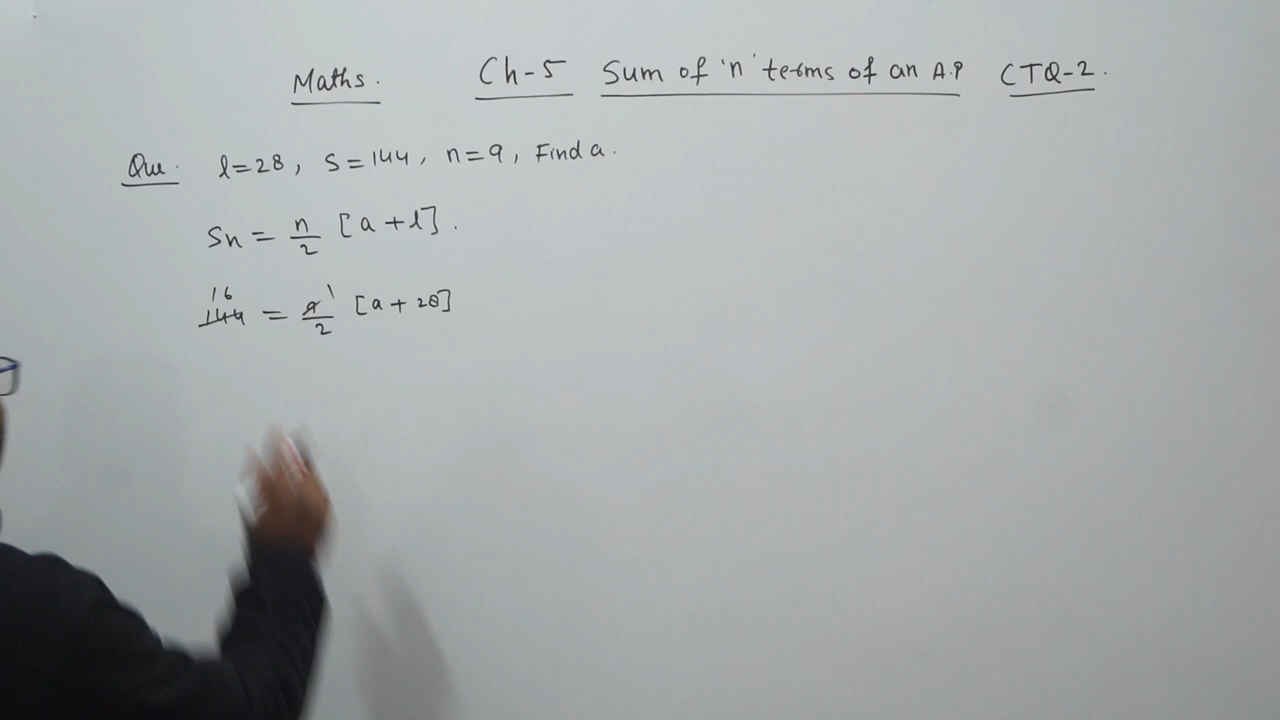 Maths. Ch-5 Sum of 'n' terms of an A.P CTQ-2.
Que. l=28, S=144, n=9, Find a.
Sn = n/2 [a+l].
16 1
144 = 9/2 [a+28]